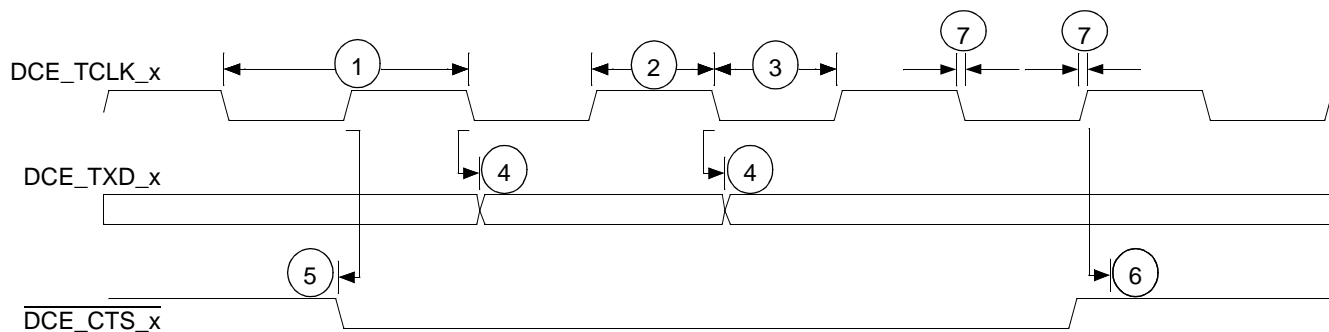 7 7
1 2 3
DCE_TCLK_x
4 4
DCE_TXD_x
5 6
DCE_CTS_x